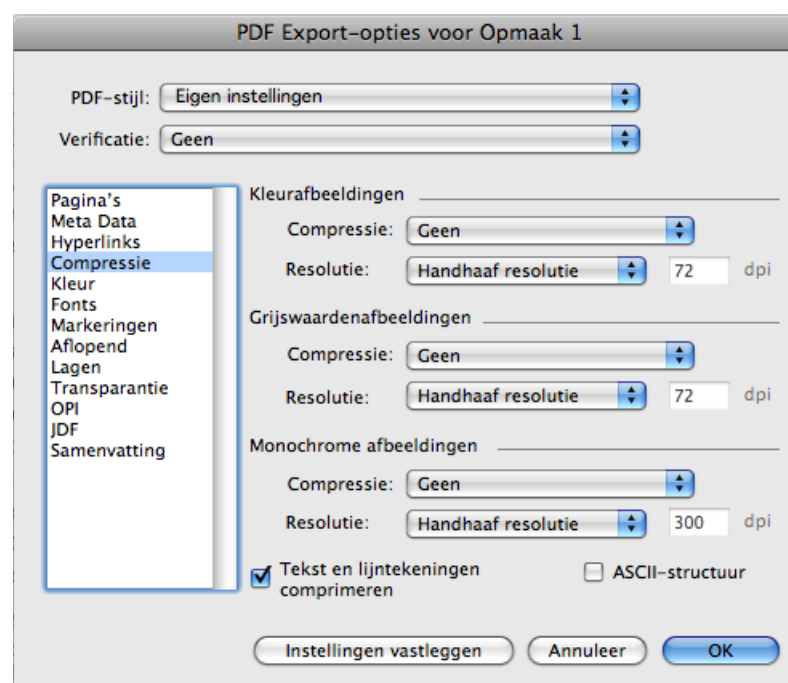 PDF Export-opties voor Opmaak 1
PDF-stijl: Eigen instellingen
Verificatie: Geen
Pagina's
Meta Data
Hyperlinks
Compressie
Kleur
Fonts
Markeringen
Aflopend
Lagen
Transparantie
OPI
JDF
Samenvatting
Kleurafbeeldingen
Compressie: Geen
Resolutie: Handhaaf resolutie 72 dpi
Grijswaardenafbeeldingen
Compressie: Geen
Resolutie: Handhaaf resolutie 72 dpi
Monochrome afbeeldingen
Compressie: Geen
Resolutie: Handhaaf resolutie 300 dpi
Tekst en lijntekeningen
comprimeren
ASCII-structuur
Instellingen vastleggen Annuleer OK